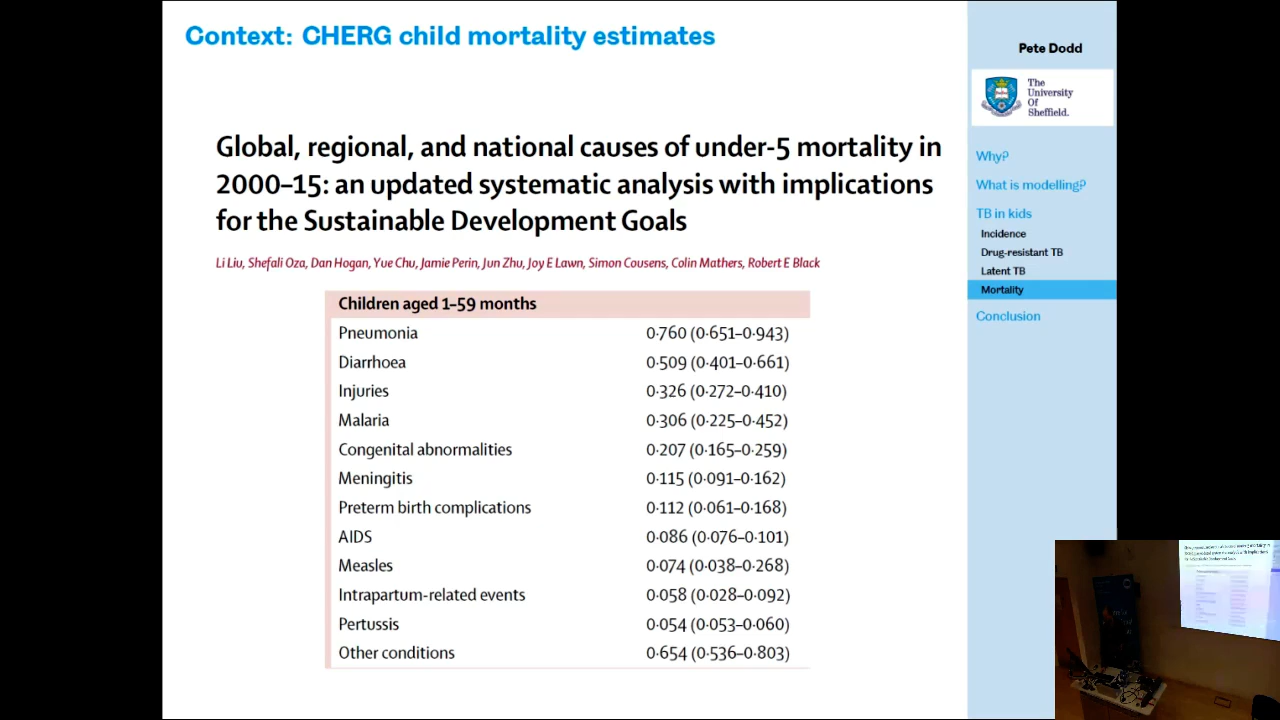 Context: CHERG child mortality estimates
Global, regional, and national causes of under-5 mortality in
2000–15: an updated systematic analysis with implications
for the Sustainable Development Goals
Li Liu, Shefali Oza, Dan Hogan, Yue Chu, Jamie Perin, Jun Zhu, Joy E Lawn, Simon Cousens, Colin Mathers, Robert E Black
Children aged 1–59 months
Pneumonia 0·760 (0·651–0·943)
Diarrhoea 0·509 (0·401–0·661)
Injuries 0·326 (0·272–0·410)
Malaria 0·306 (0·225–0·452)
Congenital abnormalities 0·207 (0·165–0·259)
Meningitis 0·115 (0·091–0·162)
Preterm birth complications 0·112 (0·061–0·168)
AIDS 0·086 (0·076–0·101)
Measles 0·074 (0·038–0·268)
Intrapartum-related events 0·058 (0·028–0·092)
Pertussis 0·054 (0·053–0·060)
Other conditions 0·654 (0·536–0·803)
Pete Dodd
The
University
Of
Sheffield.
Why?
What is modelling?
TB in kids
Incidence
Drug-resistant TB
Latent TB
Mortality
Conclusion